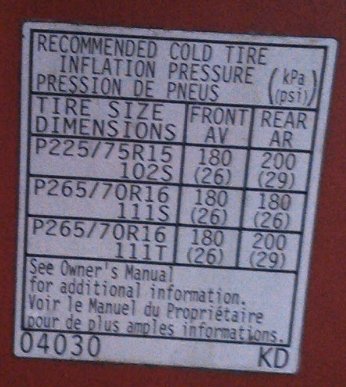 RECOMMENDED COLD TIRE
INFLATION PRESSURE (kPa
PRESSION DE PNEUS (psi))
TIRE SIZE FRONT REAR
DIMENSIONS AV AR
P225/75R15 180 200
102S (26) (29)
P265/70R16 180 180
111S (26) (26)
P265/70R16 180 200
111T (26) (29)
See Owner's Manual
for additional information.
Voir le Manuel du Propriétaire
pour de plus amples informations.
04030 KD